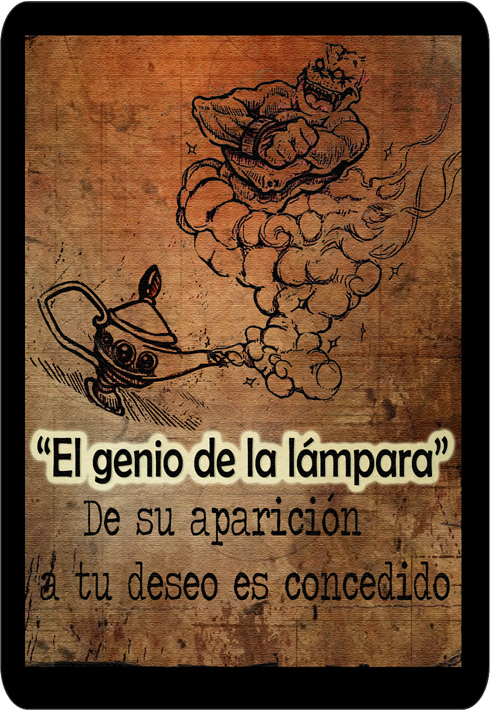 “El genio de la lámpara”
De su aparición
a tu deseo es concedido